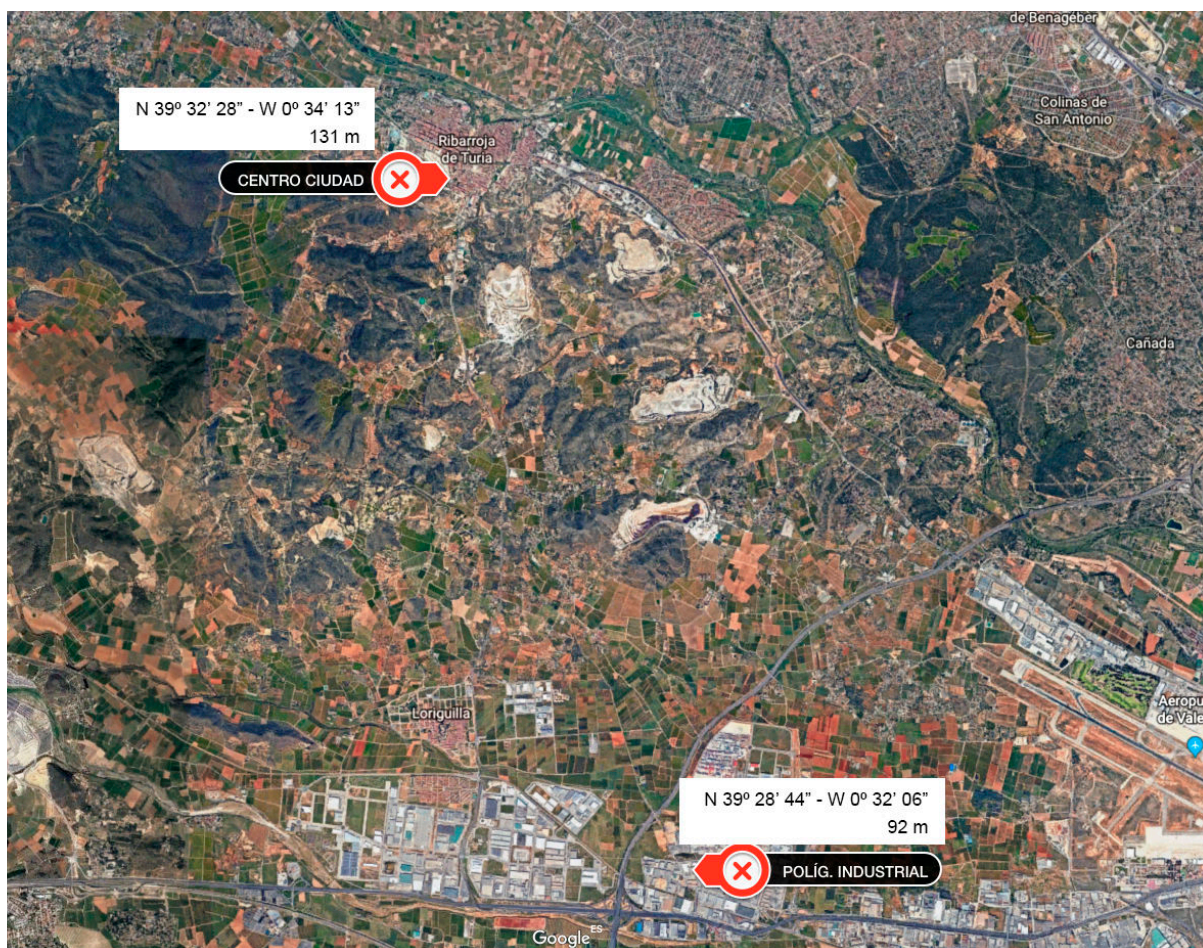 de Benagéber
Colinas de
San Antonio
N 39º 32’ 28” - W 0º 34’ 13”
131 m
Ribarroja
de Turia
CENTRO CIUDAD
Cañada
Loriguilla
Aeropu
de Vale
N 39º 28’ 44” - W 0º 32’ 06”
92 m
POLÍG. INDUSTRIAL
Google
ES